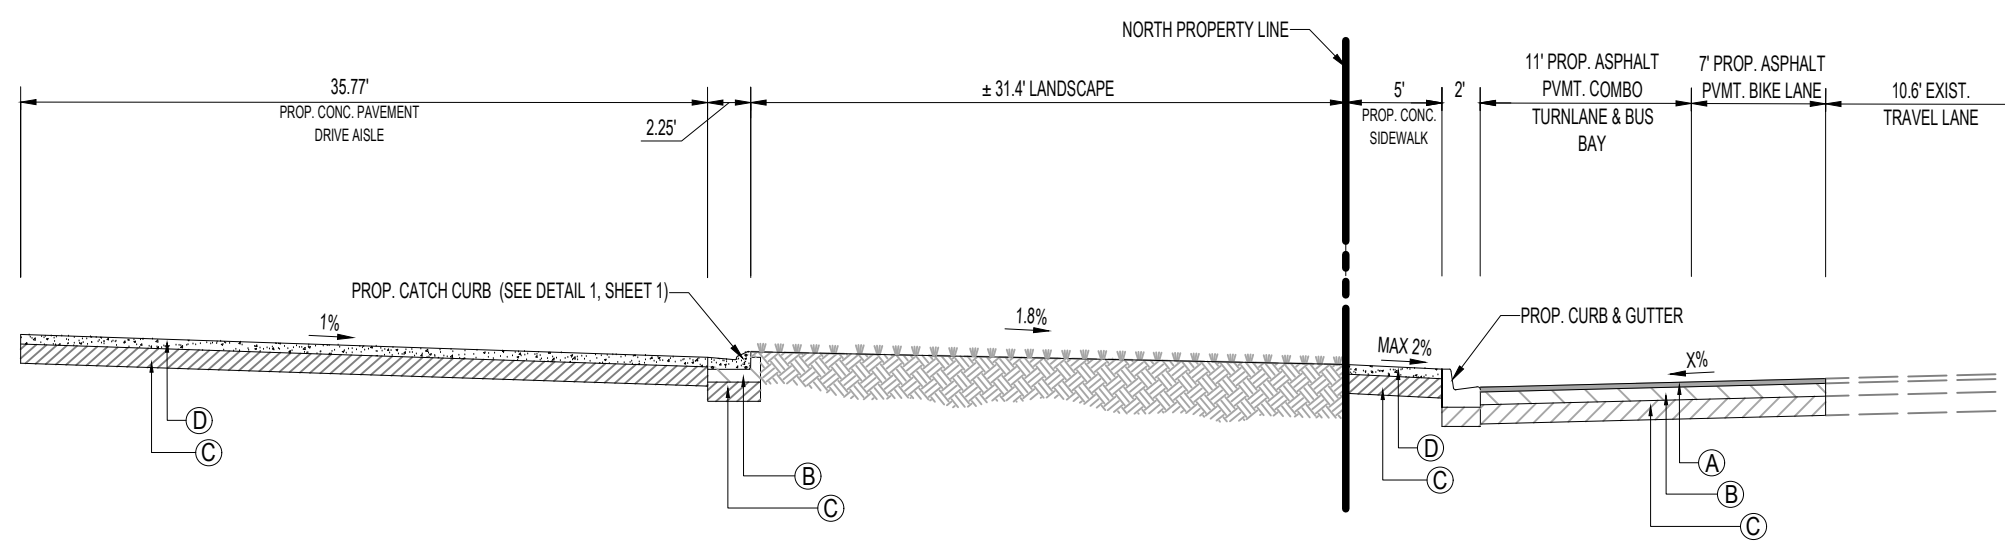 NORTH PROPERTY LINE
35.77'
PROP. CONC. PAVEMENT
DRIVE AISLE
2.25'
± 31.4' LANDSCAPE
5'
PROP. CONC.
SIDEWALK
2'
11' PROP. ASPHALT
PVMT. COMBO
TURNLANE & BUS
BAY
7' PROP. ASPHALT
PVMT. BIKE LANE
10.6' EXIST.
TRAVEL LANE
PROP. CATCH CURB (SEE DETAIL 1, SHEET 1)
1%
1.8%
MAX 2%
PROP. CURB & GUTTER
X%
D
C
B
C
D
C
A
B
C